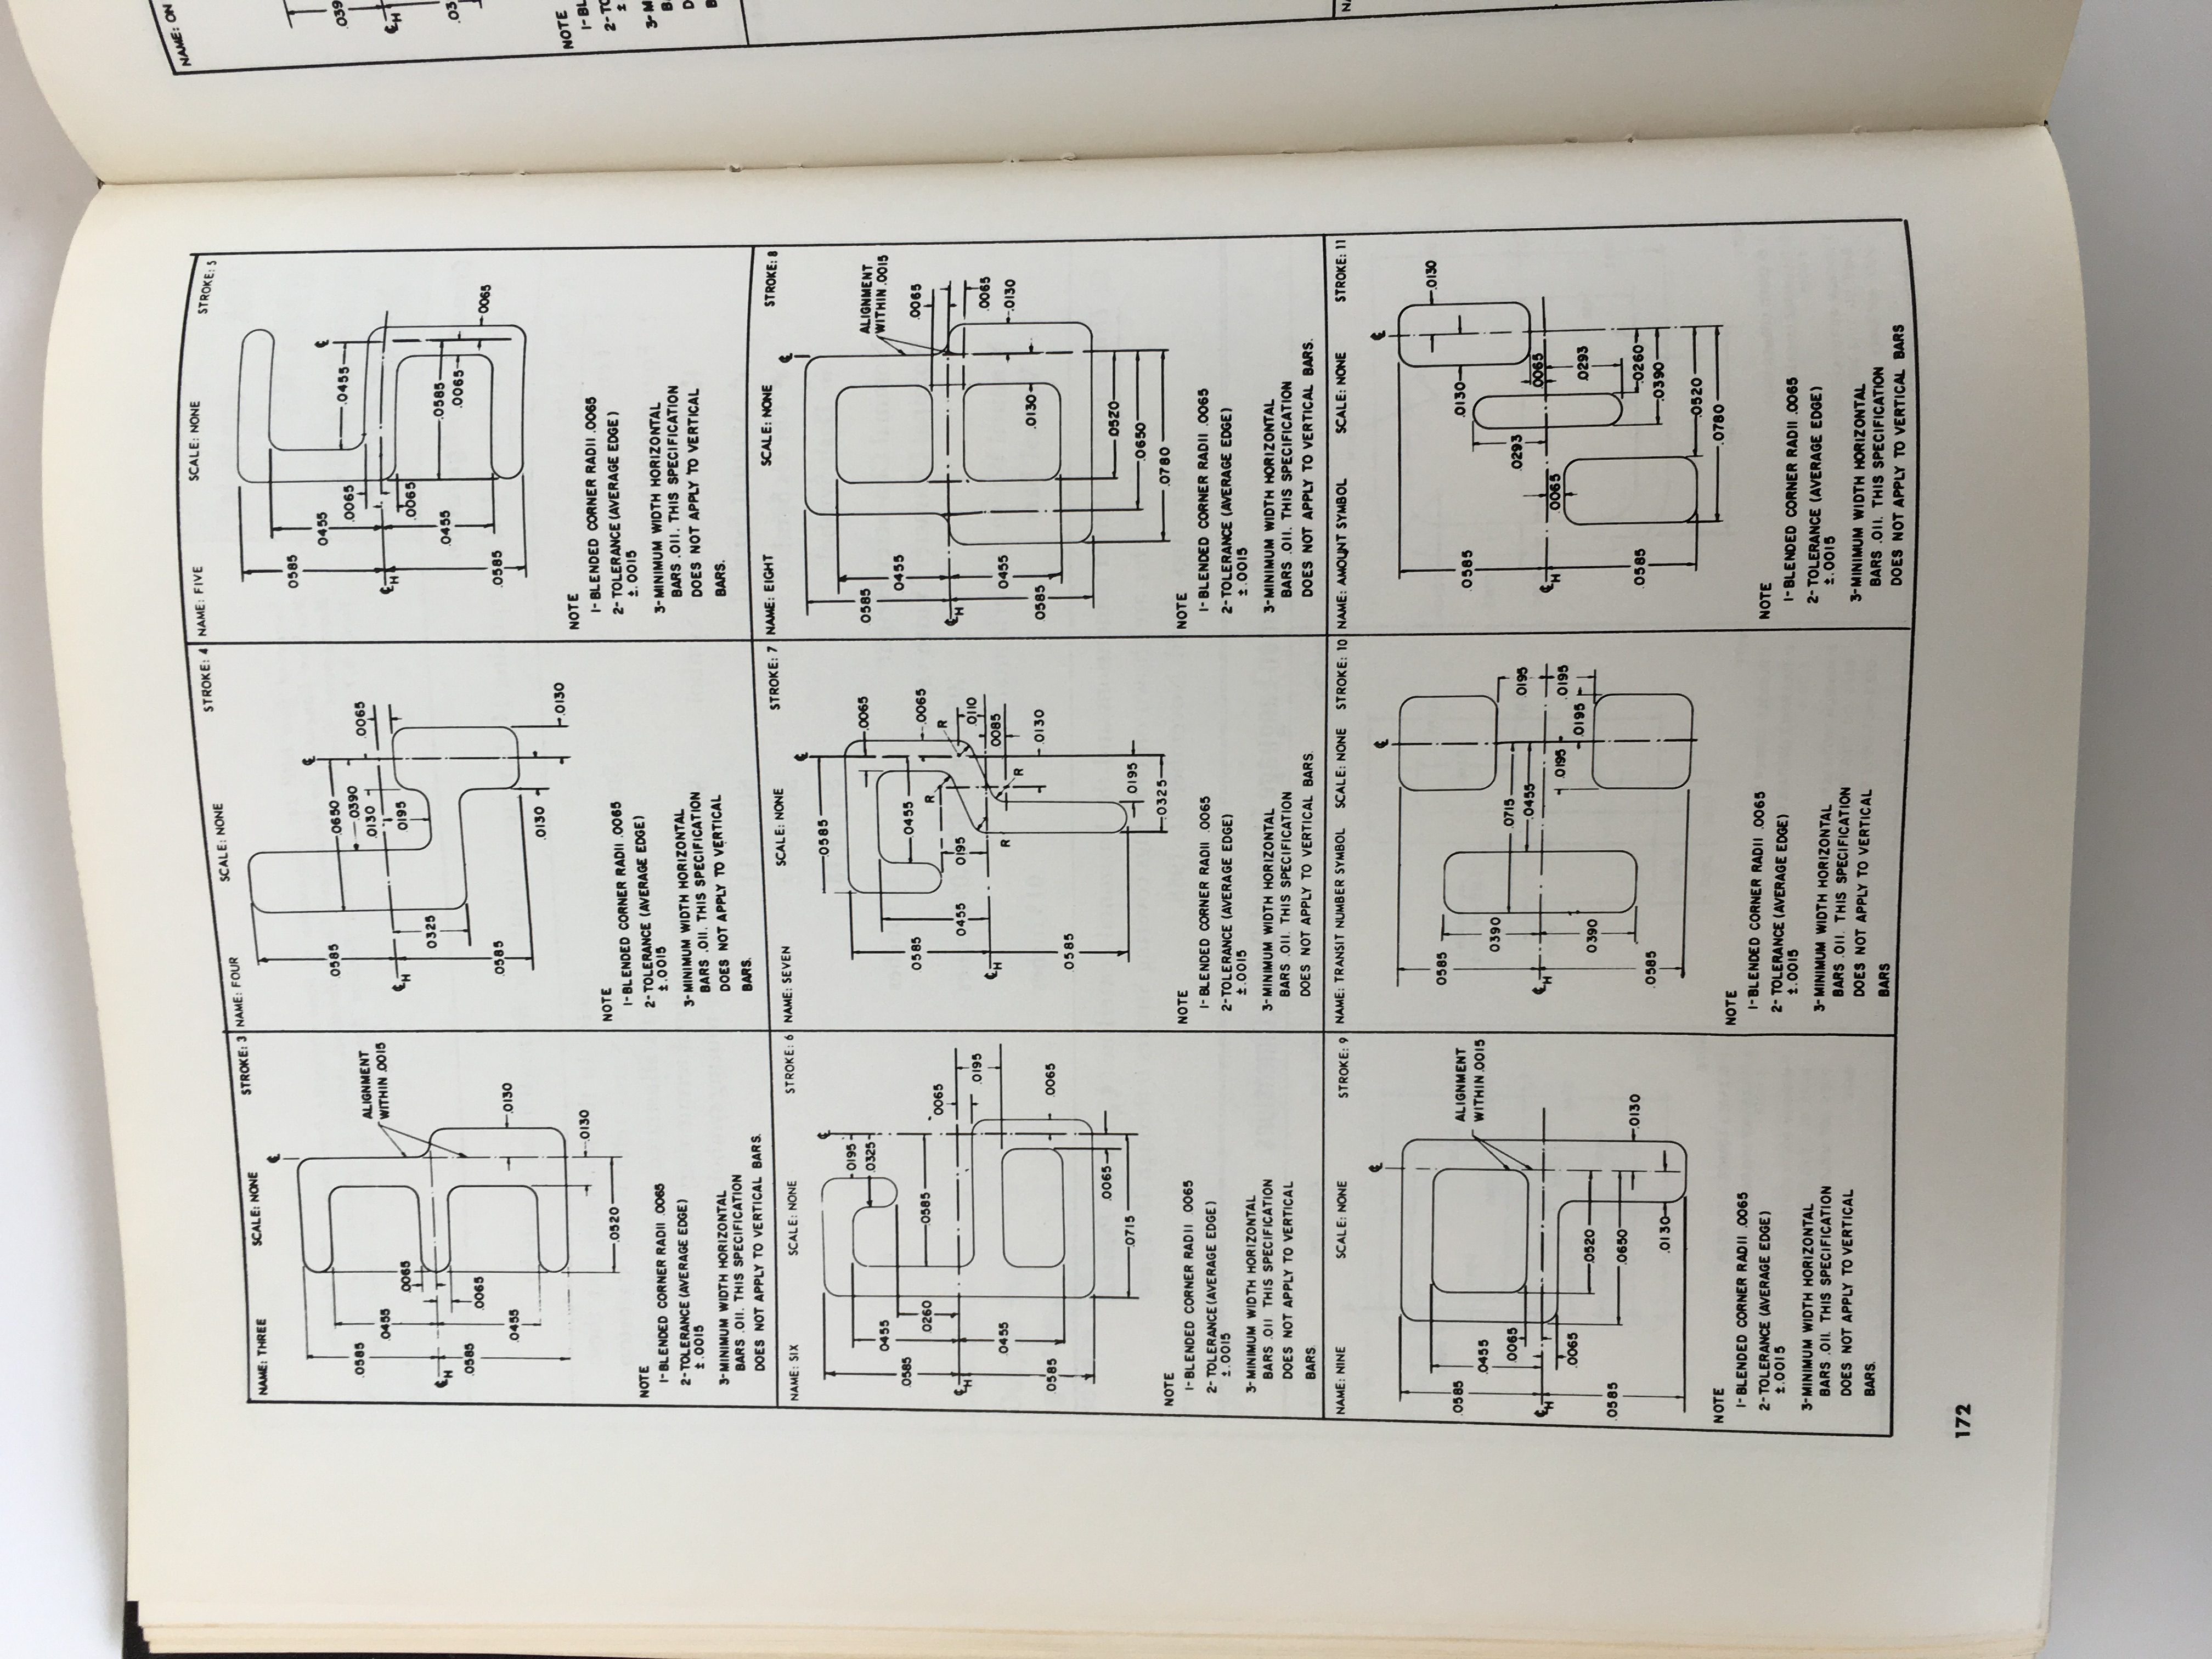 NAME: THREE SCALE: NONE STROKE: 3
℄
.0585
.0455
ALIGNMENT
WITHIN .0015
.0065
℄H
.0585
.0065
.0455
.0130
.0130
.0520
NOTE
1-BLENDED CORNER RADII .0065
2-TOLERANCE (AVERAGE EDGE)
±.0015
3-MINIMUM WIDTH HORIZONTAL
BARS .011. THIS SPECIFICATION
DOES NOT APPLY TO VERTICAL BARS.
NAME: FOUR SCALE: NONE STROKE: 4
℄
.0585
.0650
.0390
.0130
.0065
℄H
.0195
.0325
.0585
.0130
.0130
NOTE
1-BLENDED CORNER RADII .0065
2-TOLERANCE (AVERAGE EDGE)
±.0015
3-MINIMUM WIDTH HORIZONTAL
BARS .011. THIS SPECIFICATION
DOES NOT APPLY TO VERTICAL
BARS.
NAME: FIVE SCALE: NONE STROKE: 5
.0585
.0455
℄
.0065
.0455
℄H
.0065
.0455
.0585
.0065
.0585
.0065
NOTE
1-BLENDED CORNER RADII .0065
2-TOLERANCE (AVERAGE EDGE)
±.0015
3-MINIMUM WIDTH HORIZONTAL
BARS .011. THIS SPECIFICATION
DOES NOT APPLY TO VERTICAL
BARS.
NAME: SIX SCALE: NONE STROKE: 6
℄
.0195
.0325
.0455
.0585
.0260
.0585
.0065
℄H
.0195
.0455
.0585
.0065
.0065
.0715
NOTE
1-BLENDED CORNER RADII .0065
2-TOLERANCE (AVERAGE EDGE)
±.0015
3-MINIMUM WIDTH HORIZONTAL
BARS .011 THIS SPECIFICATION
DOES NOT APPLY TO VERTICAL
BARS
NAME: SEVEN SCALE: NONE STROKE: 7
℄
.0585
.0065
.0585
.0455
.0065
R
R
.0455
.0195
.0110
℄H
.0085
R
R
.0130
.0585
.0195
.0325
NOTE
1-BLENDED CORNER RADII .0065
2-TOLERANCE (AVERAGE EDGE)
±.0015
3-MINIMUM WIDTH HORIZONTAL
BARS .011. THIS SPECIFICATION
DOES NOT APPLY TO VERTICAL BARS.
NAME: EIGHT SCALE: NONE STROKE: 8
℄
.0585
ALIGNMENT
WITHIN .0015
.0455
.0065
℄H
.0065
.0455
.0130
.0130
.0585
.0520
.0650
.0780
NOTE
1-BLENDED CORNER RADII .0065
2-TOLERANCE (AVERAGE EDGE)
±.0015
3-MINIMUM WIDTH HORIZONTAL
BARS .011. THIS SPECIFICATION
DOES NOT APPLY TO VERTICAL BARS.
NAME: NINE SCALE: NONE STROKE: 9
℄
.0585
ALIGNMENT
WITHIN .0015
.0455
.0065
℄H
.0065
.0520
.0585
.0650
.0130
.0130
NOTE
1-BLENDED CORNER RADII .0065
2-TOLERANCE (AVERAGE EDGE)
±.0015
3-MINIMUM WIDTH HORIZONTAL
BARS .011. THIS SPECIFICATION
DOES NOT APPLY TO VERTICAL
BARS.
NAME: TRANSIT NUMBER SYMBOL SCALE: NONE STROKE: 10
℄
.0585
.0390
.0715
.0455
.0195
℄H
.0195
.0195
.0195
.0390
.0585
NOTE
1-BLENDED CORNER RADII .0065
2-TOLERANCE (AVERAGE EDGE)
±.0015
3-MINIMUM WIDTH HORIZONTAL
BARS .011. THIS SPECIFICATION
DOES NOT APPLY TO VERTICAL
BARS
NAME: AMOUNT SYMBOL SCALE: NONE STROKE: 11
℄
.0130
.0130
.0585
.0293
.0065
℄H
.0065
.0293
.0585
.0260
.0390
.0520
.0780
NOTE
1-BLENDED CORNER RADII .0065
2-TOLERANCE (AVERAGE EDGE)
±.0015
3-MINIMUM WIDTH HORIZONTAL
BARS .011. THIS SPECIFICATION
DOES NOT APPLY TO VERTICAL BARS
172
NAME: ON
.039
℄H
.03
NOTE
1-BL
2-TO
±
3-M
B
D
B